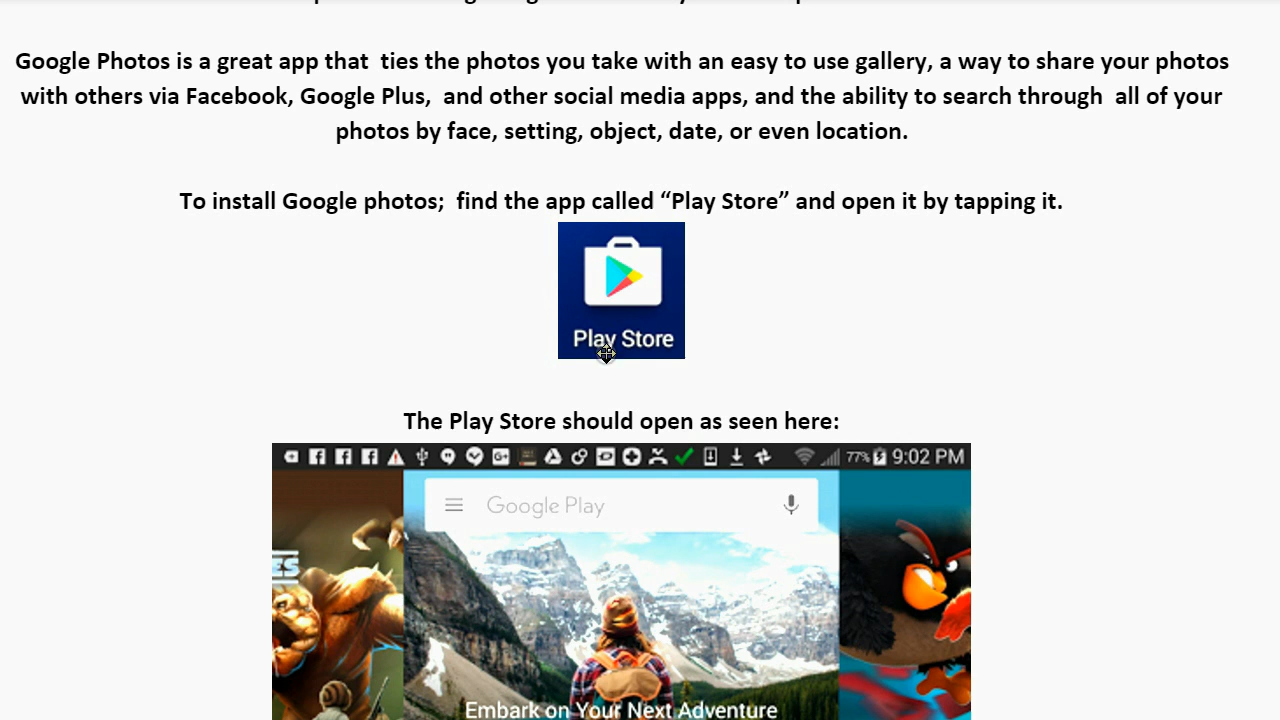 Google Photos is a great app that  ties the photos you take with an easy to use gallery, a way to share your photos
with others via Facebook, Google Plus,  and other social media apps, and the ability to search through  all of your
photos by face, setting, object, date, or even location.
To install Google photos;  find the app called “Play Store” and open it by tapping it.
Play Store
The Play Store should open as seen here:
77% 9:02 PM
Google Play
ES
Embark on Your Next Adventure